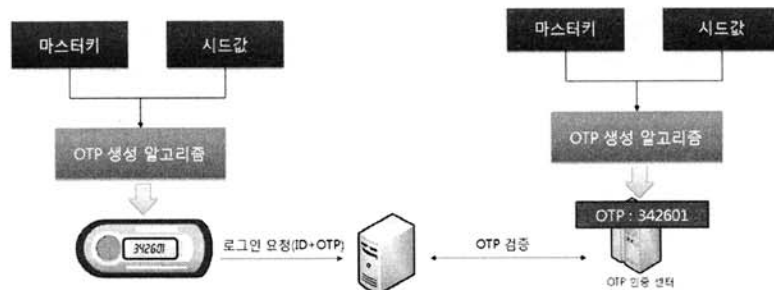 마스터키
시드값
OTP 생성 알고리즘
342601
로그인 요청(ID+OTP)
마스터키
시드값
OTP 생성 알고리즘
OTP : 342601
OTP 검증
OTP 인증 센터